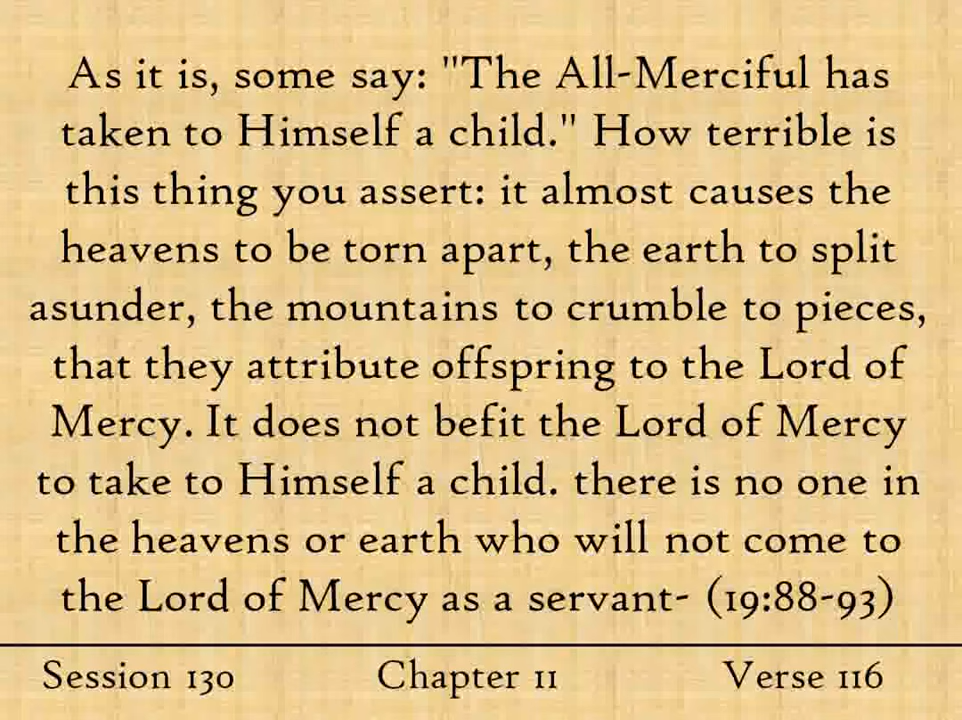 As it is, some say: "The All-Merciful has
taken to Himself a child." How terrible is
this thing you assert: it almost causes the
heavens to be torn apart, the earth to split
asunder, the mountains to crumble to pieces,
that they attribute offspring to the Lord of
Mercy. It does not befit the Lord of Mercy
to take to Himself a child. there is no one in
the heavens or earth who will not come to
the Lord of Mercy as a servant- (19:88-93)
Session 130 Chapter 11 Verse 116